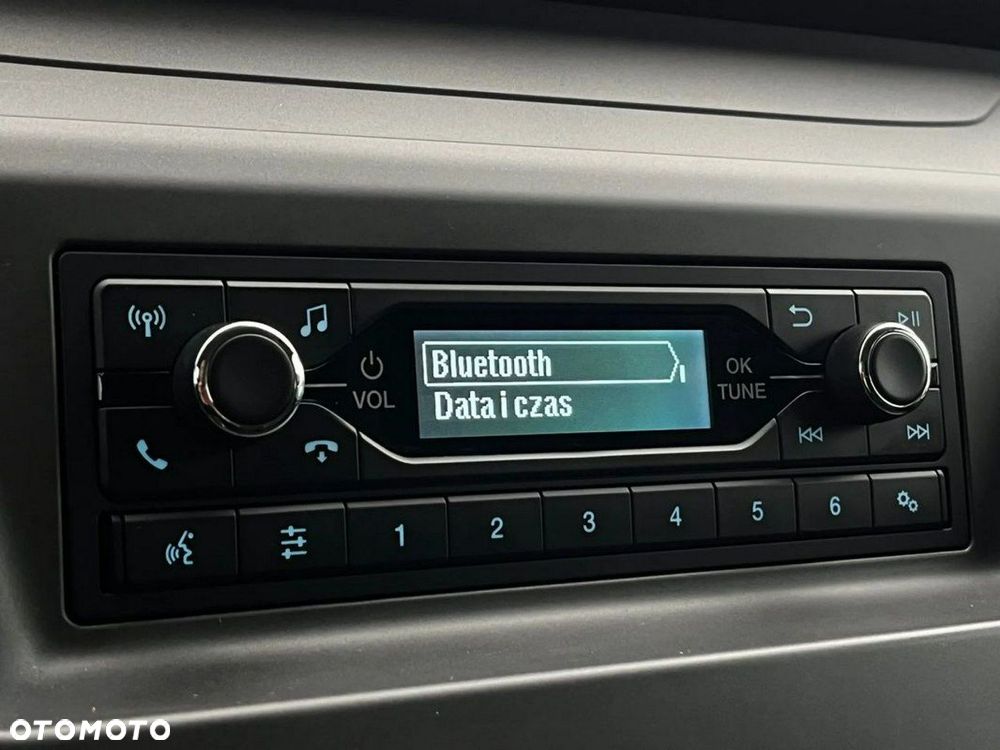 Bluetooth
Data i czas
VOL
OK
TUNE
1 2 3 4 5 6
OTOMOTO